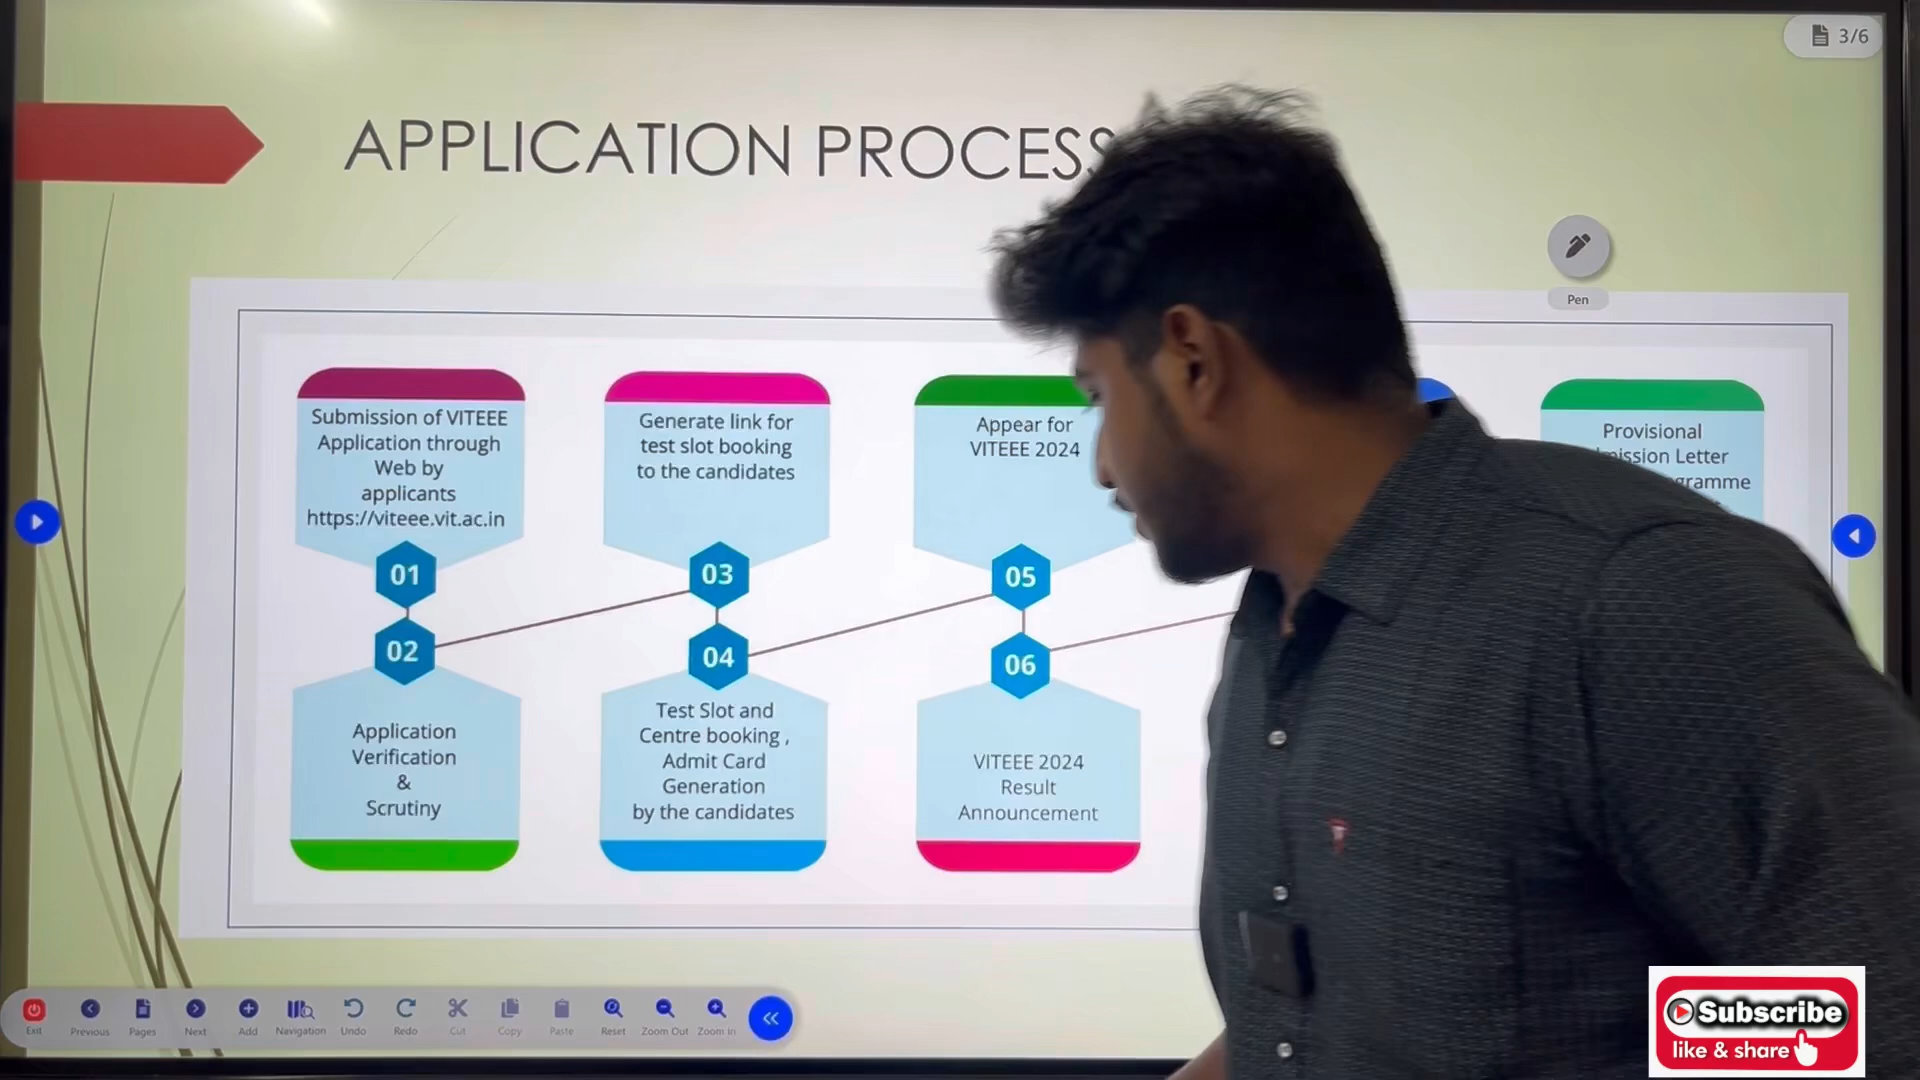 3/6
APPLICATION PROCESS
Pen
Submission of VITEEE
Application through
Web by
applicants
https://viteee.vit.ac.in
01
02
Application
Verification
&
Scrutiny
Generate link for
test slot booking
to the candidates
03
04
Test Slot and
Centre booking ,
Admit Card
Generation
by the candidates
Appear for
VITEEE 2024
05
06
VITEEE 2024
Result
Announcement
Provisional
Letter
Exit
Previous
Pages
Next
Add
Navigation
Undo
Redo
Cut
Copy
Paste
Reset
Zoom Out
Zoom In
Subscribe
like & share